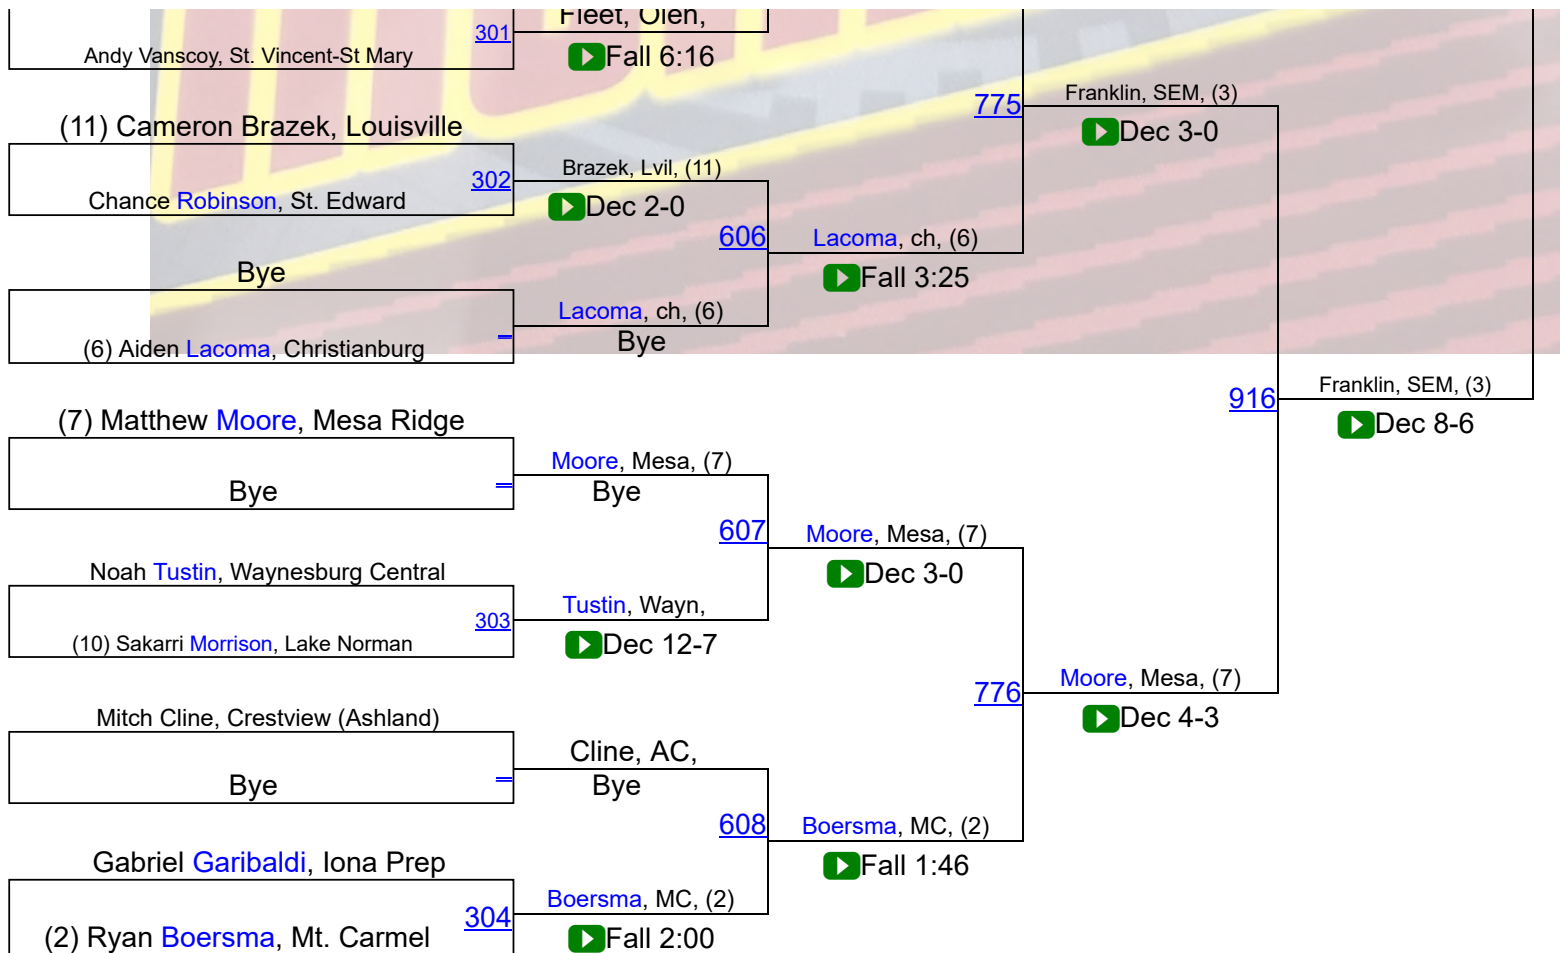 Fleet, Olen,
301
Andy Vanscoy, St. Vincent-St Mary
Fall 6:16
775
Franklin, SEM, (3)
Dec 3-0
(11) Cameron Brazek, Louisville
302
Brazek, Lvil, (11)
Chance Robinson, St. Edward
Dec 2-0
606
Lacoma, ch, (6)
Bye
Fall 3:25
Lacoma, ch, (6)
(6) Aiden Lacoma, Christianburg
Bye
916
Franklin, SEM, (3)
Dec 8-6
(7) Matthew Moore, Mesa Ridge
Moore, Mesa, (7)
Bye
Bye
607
Moore, Mesa, (7)
Dec 3-0
Noah Tustin, Waynesburg Central
303
Tustin, Wayn,
(10) Sakarri Morrison, Lake Norman
Dec 12-7
776
Moore, Mesa, (7)
Dec 4-3
Mitch Cline, Crestview (Ashland)
Cline, AC,
Bye
Bye
608
Boersma, MC, (2)
Fall 1:46
Gabriel Garibaldi, Iona Prep
304
Boersma, MC, (2)
(2) Ryan Boersma, Mt. Carmel
Fall 2:00